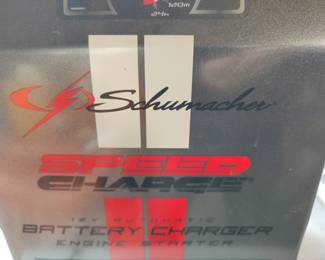 Schumacher
SPEED
CHARGE®
12V AUTOMATIC
BATTERY CHARGER
ENGINE STARTER